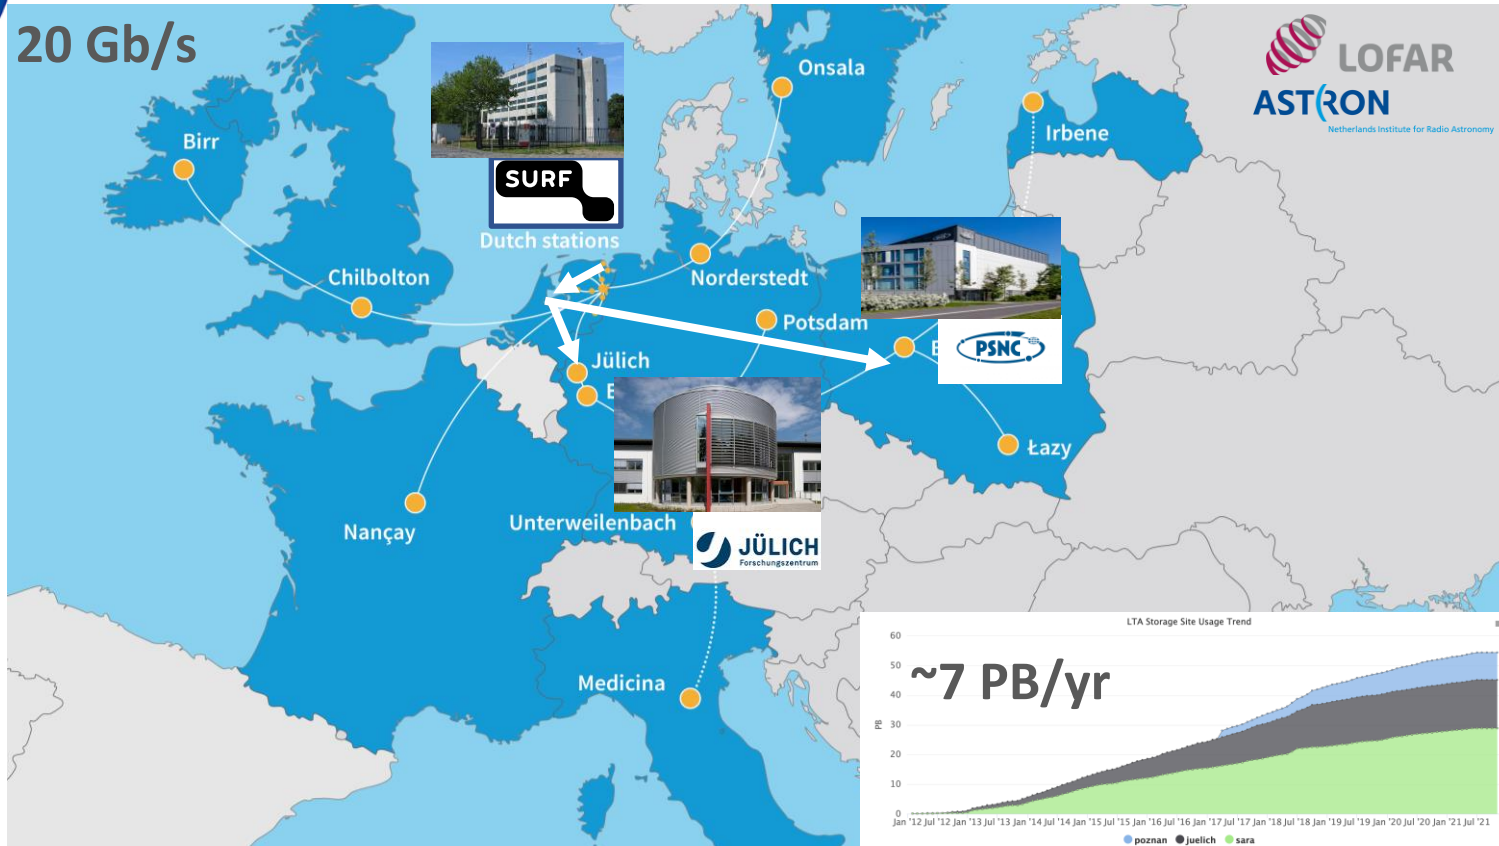 20 Gb/s
LOFAR
ASTRON
Netherlands Institute for Radio Astronomy
Onsala
Irbene
Birr
SURF
Dutch stations
Chilbolton
Norderstedt
Potsdam
PSNC
Jülich
Łazy
Nançay
Unterweilenbach
JÜLICH
Forschungszentrum
Medicina
LTA Storage Site Usage Trend
~7 PB/yr
PB
60
50
40
30
20
10
0
Jan '12 Jul '12 Jan '13 Jul '13 Jan '14 Jul '14 Jan '15 Jul '15 Jan '16 Jul '16 Jan '17 Jul '17 Jan '18 Jul '18 Jan '19 Jul '19 Jan '20 Jul '20 Jan '21 Jul '21
poznan juelich sara